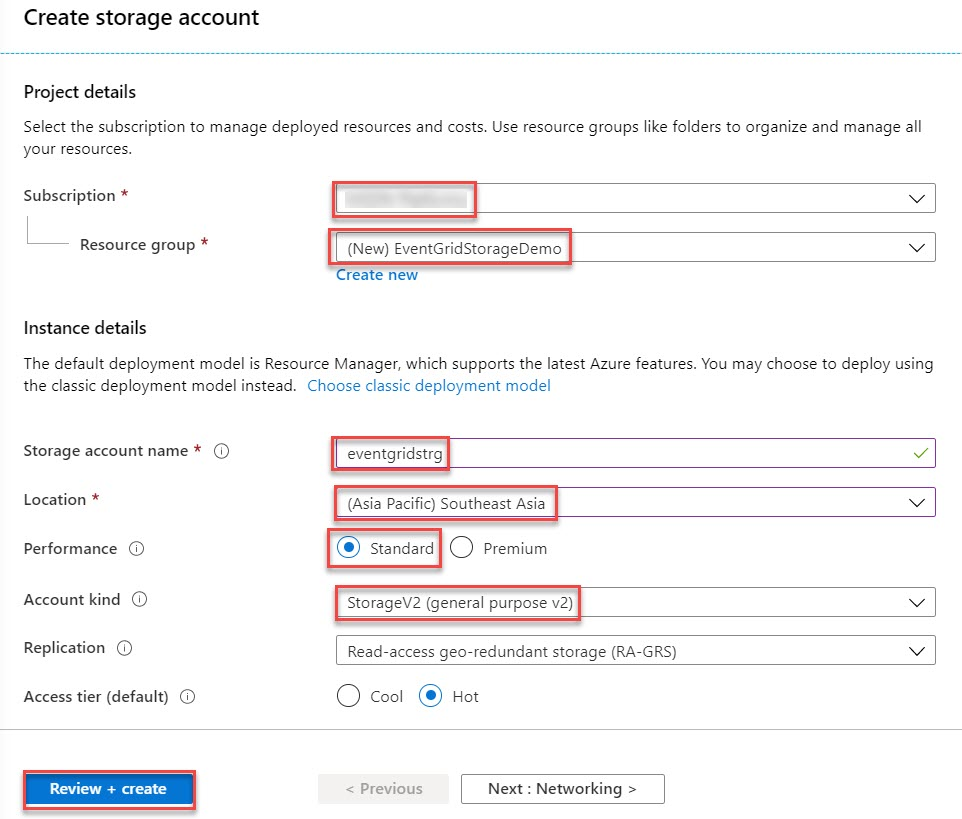 Create storage account
Project details
Select the subscription to manage deployed resources and costs. Use resource groups like folders to organize and manage all
your resources.
Subscription *
Resource group * (New) EventGridStorageDemo
Create new
Instance details
The default deployment model is Resource Manager, which supports the latest Azure features. You may choose to deploy using
the classic deployment model instead. Choose classic deployment model
Storage account name * eventgridstrg
Location * (Asia Pacific) Southeast Asia
Performance Standard Premium
Account kind StorageV2 (general purpose v2)
Replication Read-access geo-redundant storage (RA-GRS)
Access tier (default) Cool Hot
Review + create < Previous Next : Networking >